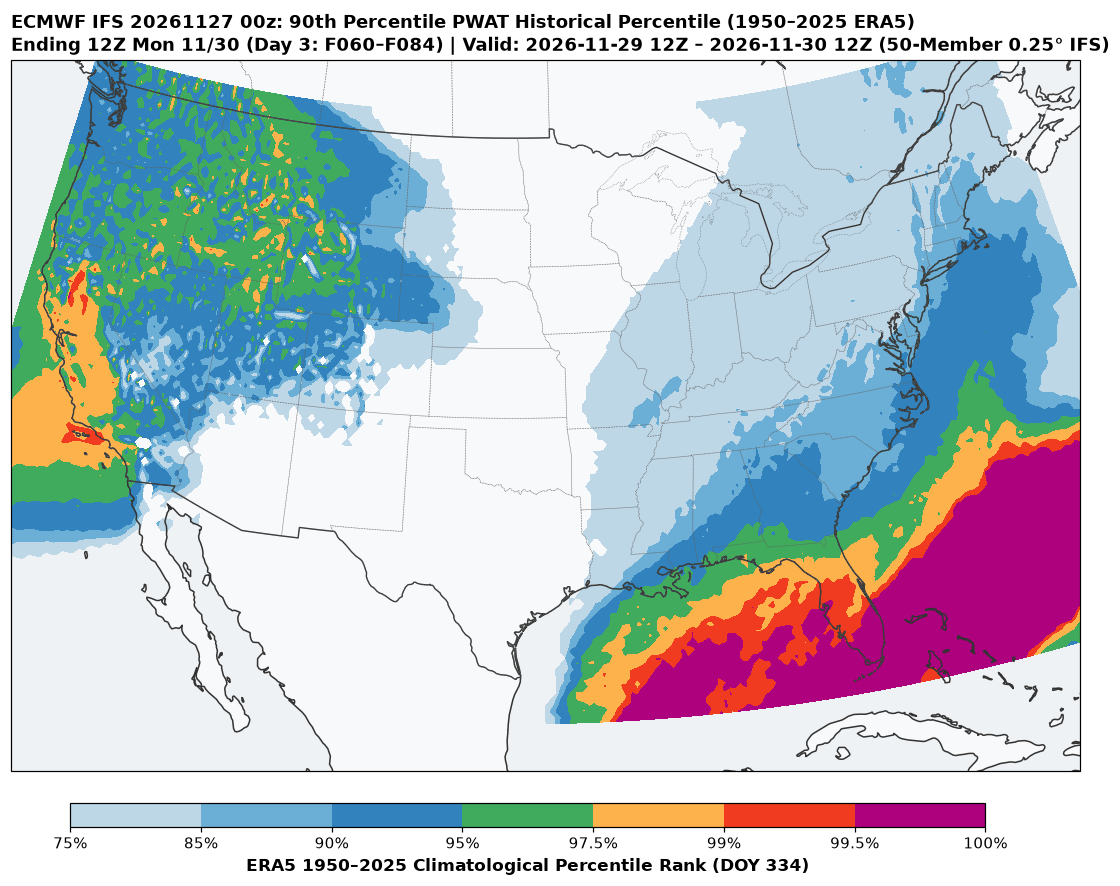 ECMWF IFS 20261127 00z: 90th Percentile PWAT Historical Percentile (1950–2025 ERA5)
Ending 12Z Mon 11/30 (Day 3: F060–F084) | Valid: 2026-11-29 12Z – 2026-11-30 12Z (50-Member 0.25° IFS)
75% 85% 90% 95% 97.5% 99% 99.5% 100%
ERA5 1950–2025 Climatological Percentile Rank (DOY 334)